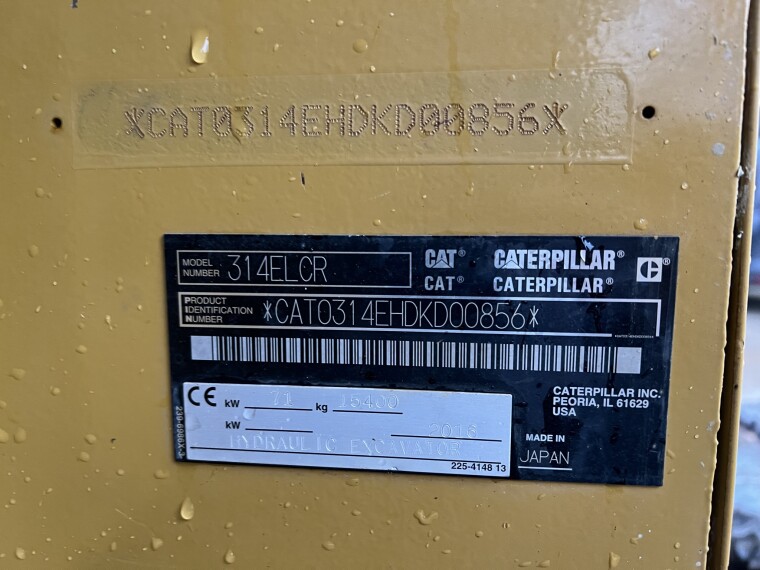 *CAT0314EHDKD00856*
MODEL NUMBER 314ELCR
CAT® CATERPILLAR® C
CAT® CATERPILLAR®
PRODUCT IDENTIFICATION NUMBER *CAT0314EHDKD00856*
CATERPILLAR INC.
PEORIA, IL 61629
USA
MADE IN
JAPAN
CE kW 71 kg 15400
kW 2016
HYDRAULIC EXCAVATOR
225-4148 13